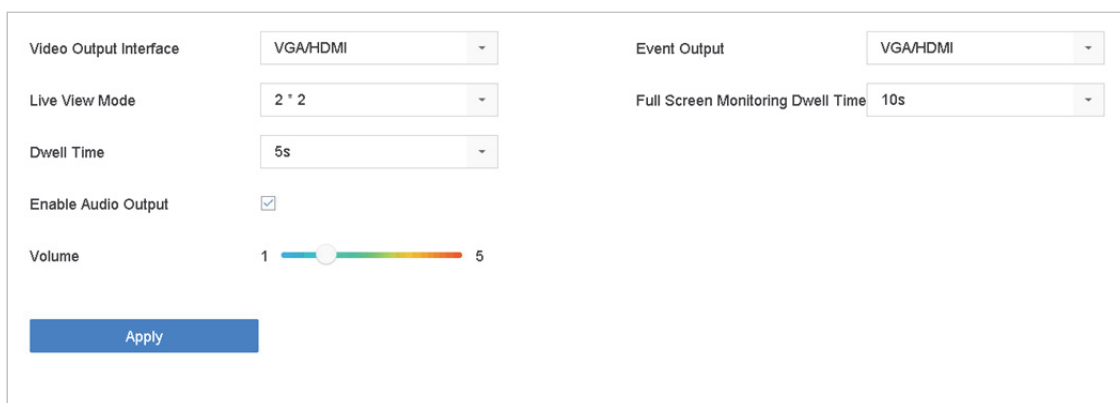 Video Output Interface VGA/HDMI Event Output VGA/HDMI
Live View Mode 2 * 2 Full Screen Monitoring Dwell Time 10s
Dwell Time 5s
Enable Audio Output
Volume 1 5
Apply